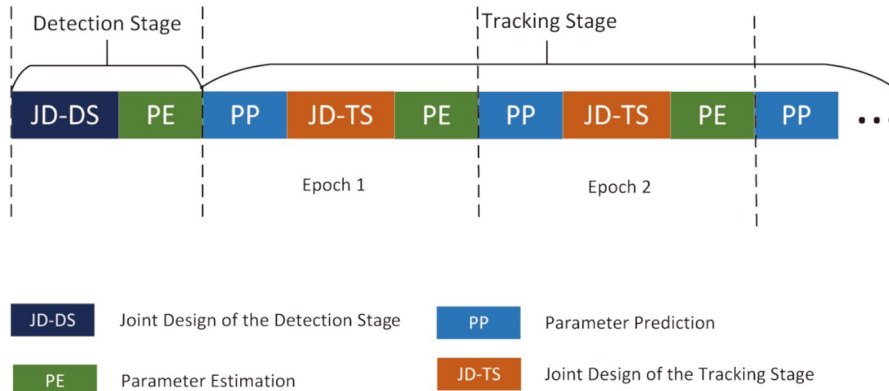 Detection Stage
Tracking Stage
JD-DS PE PP JD-TS PE PP JD-TS PE PP ...
Epoch 1
Epoch 2
JD-DS Joint Design of the Detection Stage
PP Parameter Prediction
PE Parameter Estimation
JD-TS Joint Design of the Tracking Stage